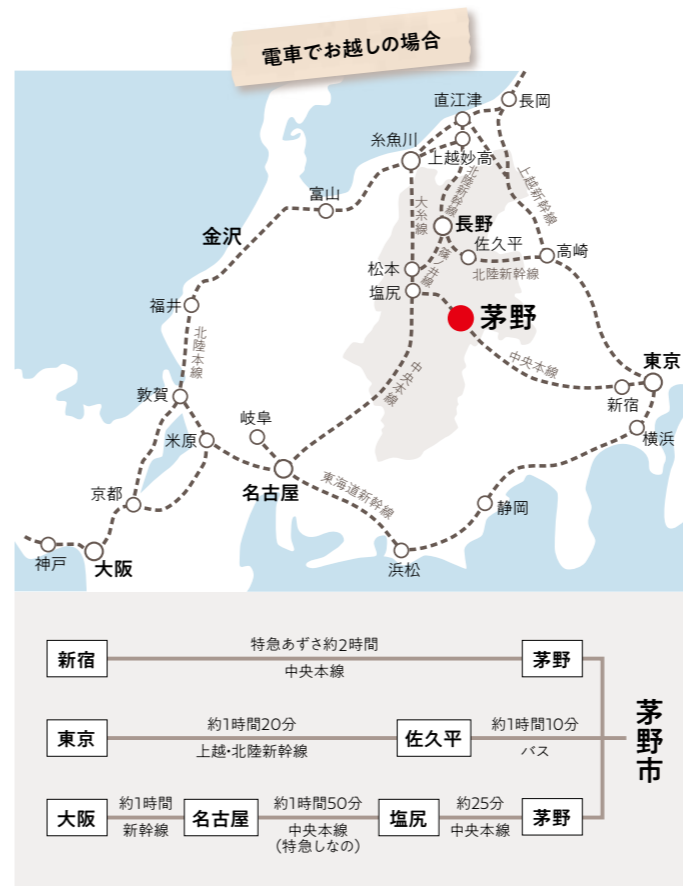 電車でお越しの場合
直江津
長岡
糸魚川
上越妙高
北陸新幹線
上越新幹線
富山
大糸線
長野
金沢
佐久平
高崎
松本
篠ノ井線
北陸新幹線
塩尻
福井
茅野
北陸本線
中央本線
中央本線
東京
敦賀
新宿
岐阜
横浜
米原
名古屋
東海道新幹線
京都
静岡
神戸
大阪
浜松
新宿
特急あずさ約2時間
中央本線
茅野
東京
約1時間20分
上越・北陸新幹線
佐久平
約1時間10分
バス
大阪
約1時間
新幹線
名古屋
約1時間50分
中央本線
(特急しなの)
塩尻
約25分
中央本線
茅野
茅野市